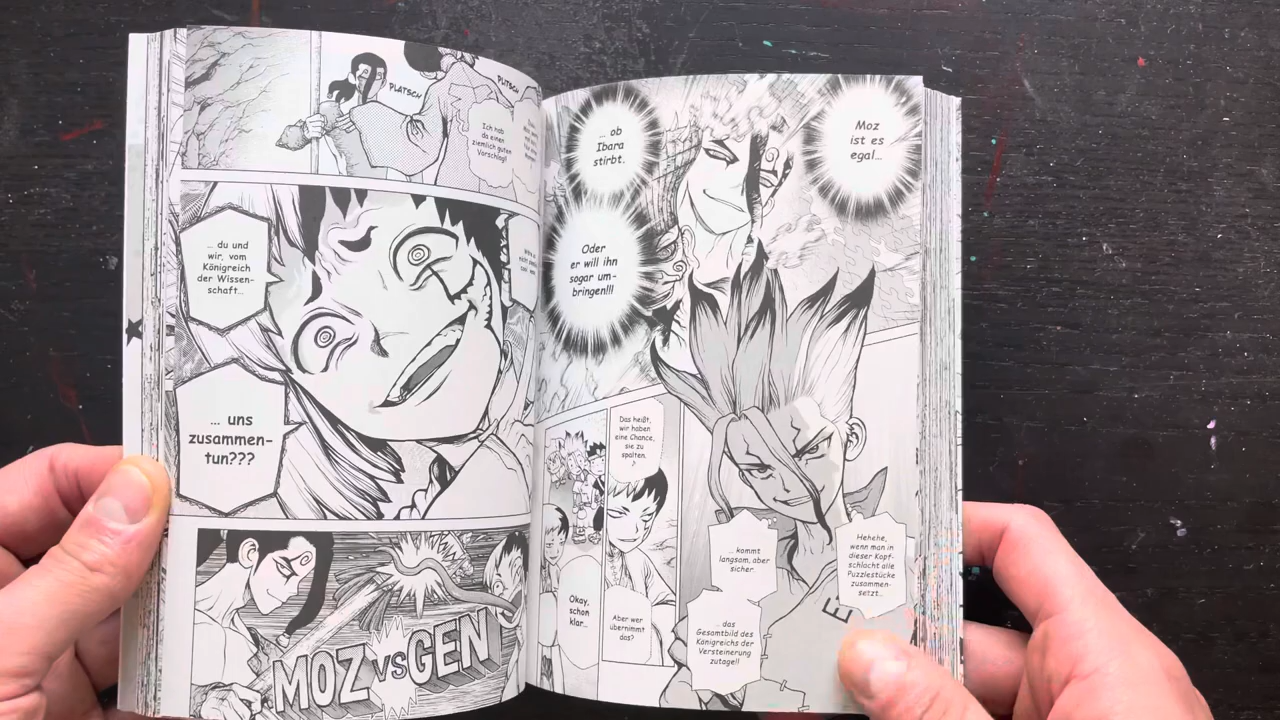 Moz
ist es
egal...
... ob
Ibara
stirbt.
Oder
er will ihn
sogar um-
bringen!!!
Hehehe,
wenn man in
dieser Kopf-
schlacht alle
Puzzlestücke
zusammen-
setzt..
... kommt
langsam, aber
sicher.
... das
Gesamtbild des
Königreichs der
Versteinerung
zutage!!
E
Das heißt,
wir haben
eine Chance,
sie zu
spalten.
♪
Aber wer
übernimmt
das?
Okay,
schon
klar...
PLITSCH
PLATSCH
Ich hab
da einen
ziemlich guten
Vorschlag!!
... du und
wir, vom
Königreich
der Wissen-
schaft...
... uns
zusammen-
tun???
MOZ VS GEN